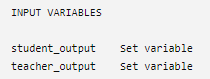 INPUT VARIABLES
student_output Set variable
teacher_output Set variable